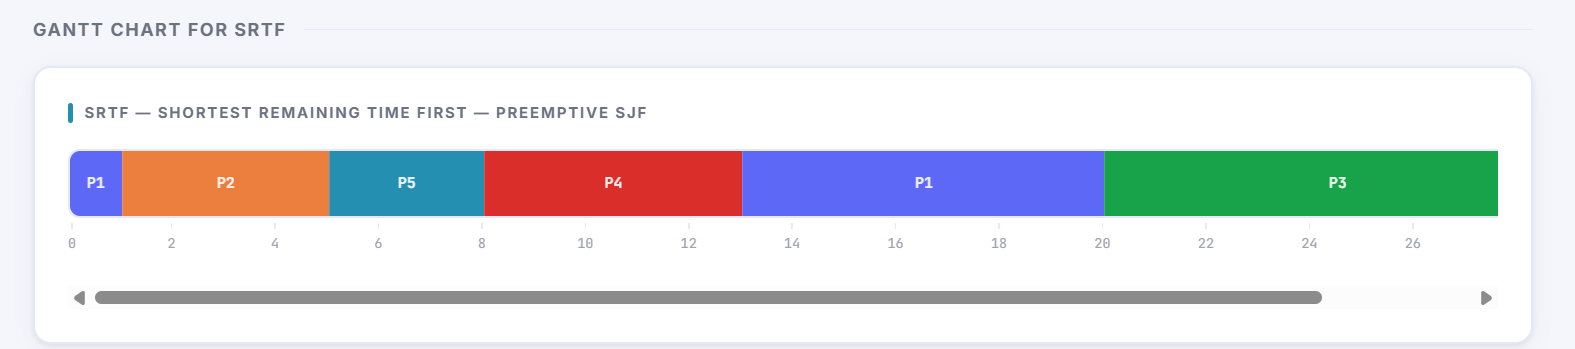 GANTT CHART FOR SRTF
SRTF — SHORTEST REMAINING TIME FIRST — PREEMPTIVE SJF
P1 P2 P5 P4 P1 P3
0 2 4 6 8 10 12 14 16 18 20 22 24 26